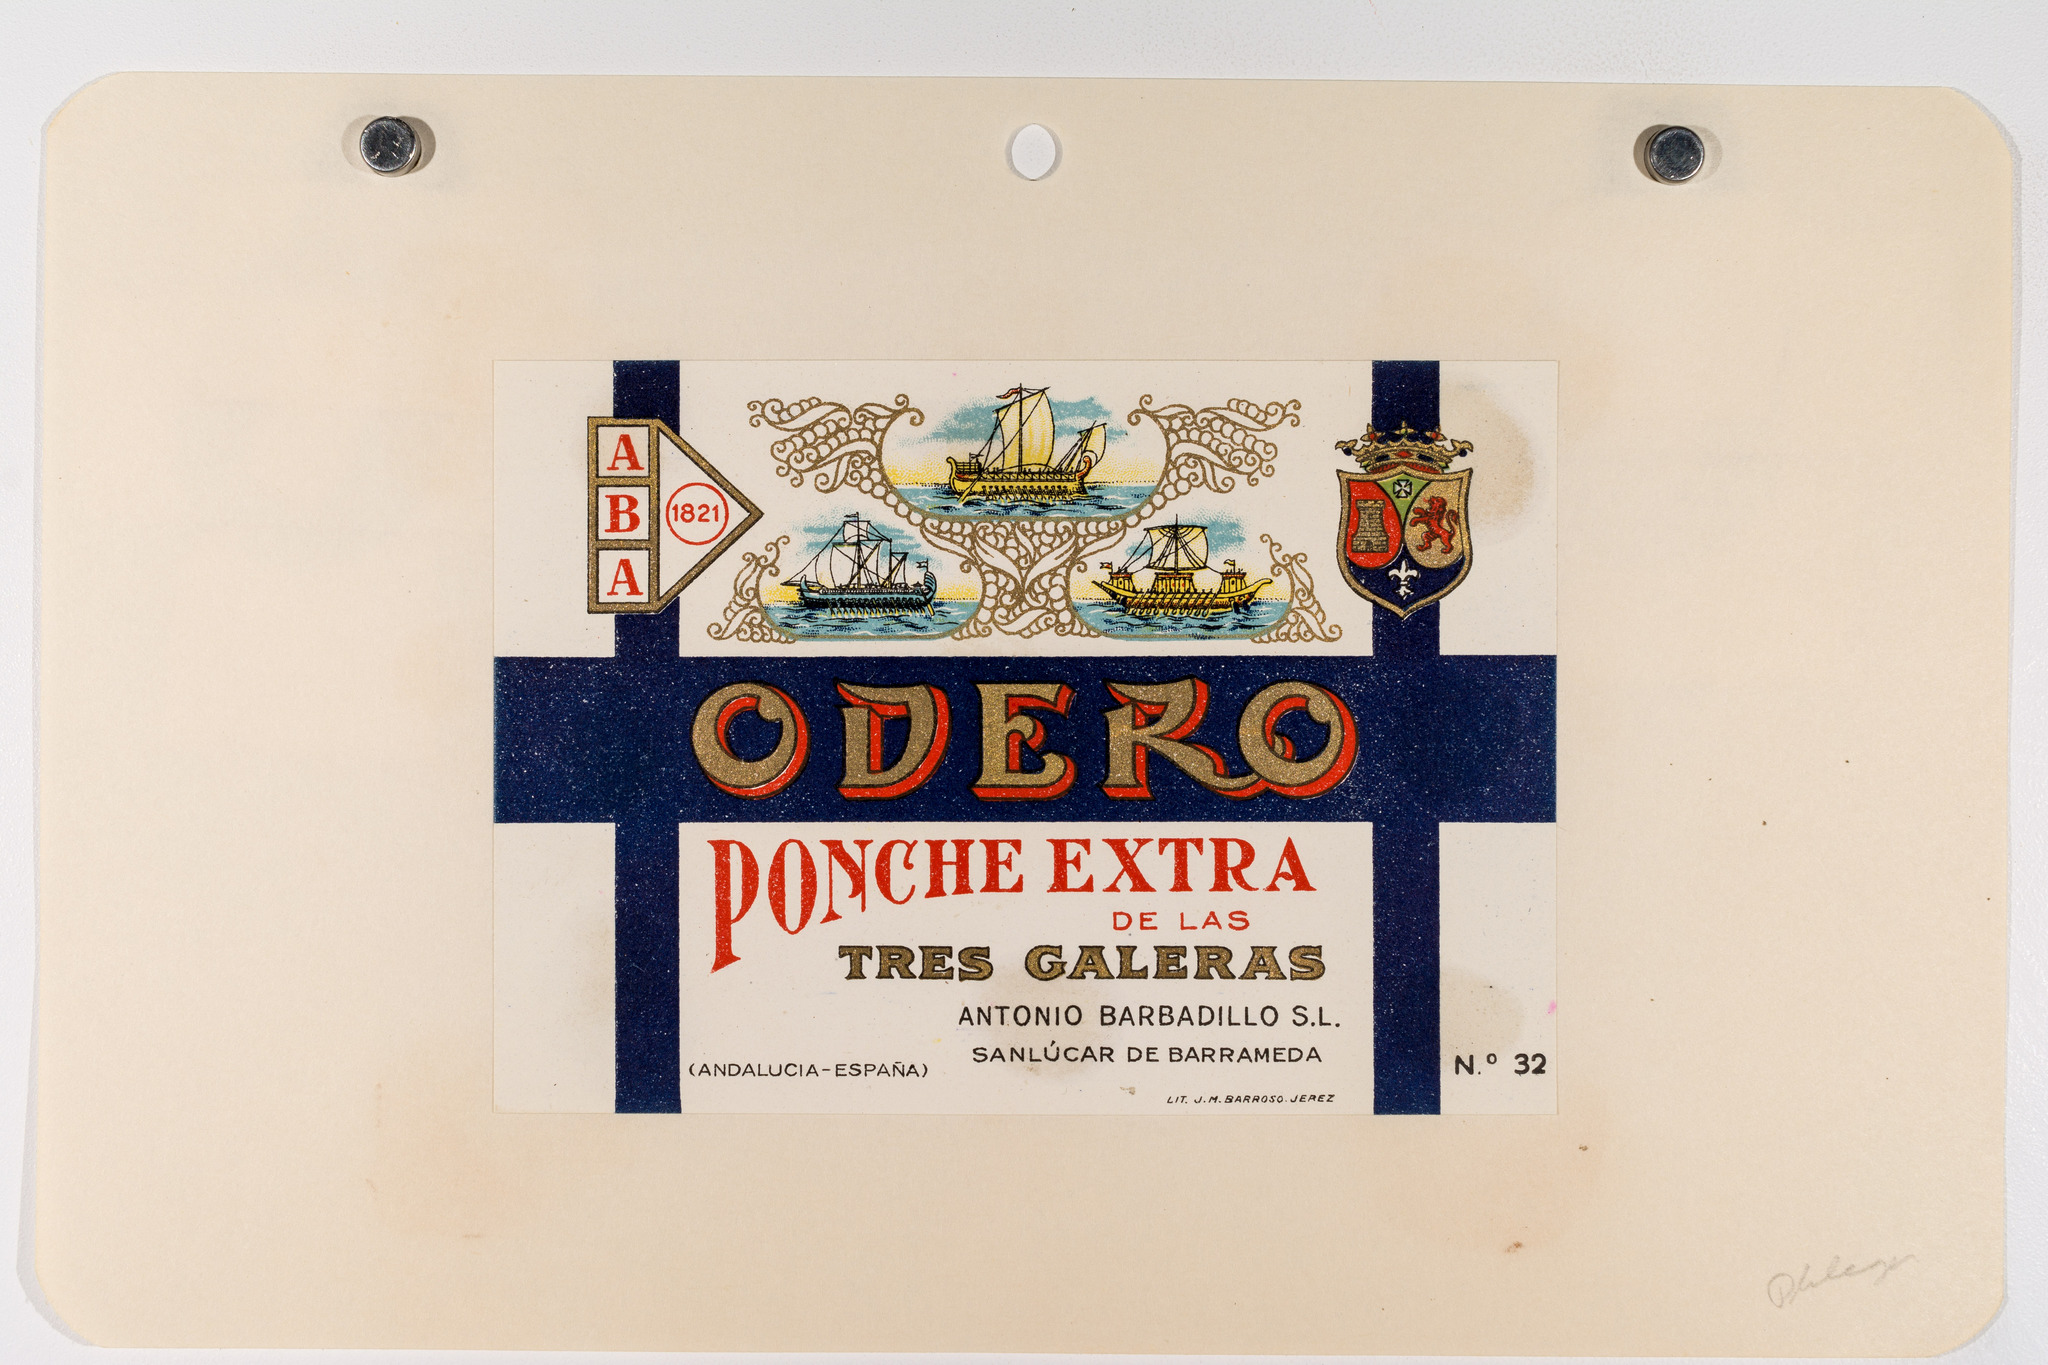 A
B
A
1821
ODERO
PONCHE EXTRA
DE LAS
TRES GALERAS
ANTONIO BARBADILLO S.L.
SANLÚCAR DE BARRAMEDA
(ANDALUCIA-ESPAÑA)
N.º 32
LIT. J.M. BARROSO. JEREZ